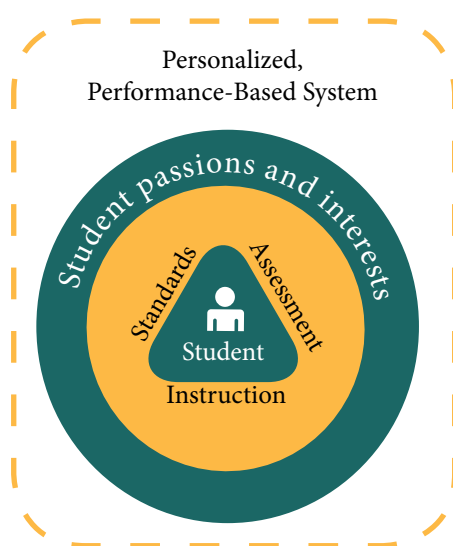 Personalized,
Performance-Based System
Student passions and interests
Standards
Assessment
Student
Instruction